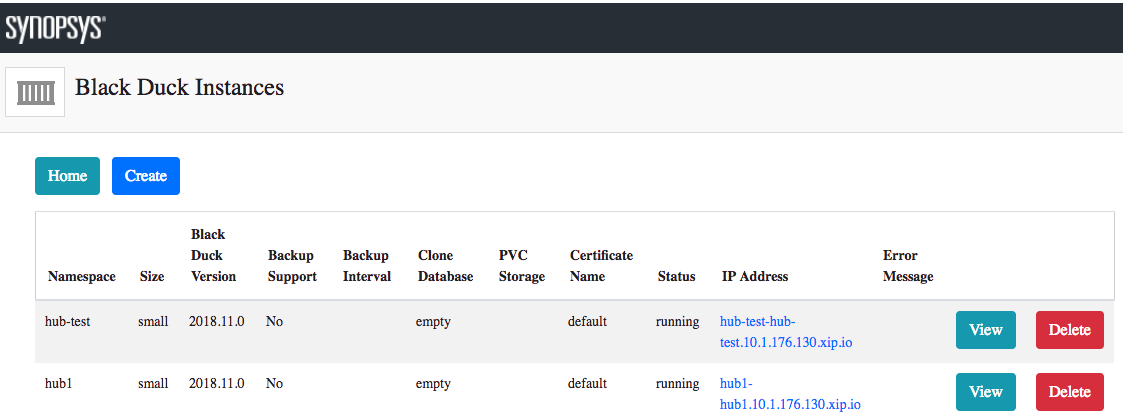 SYNOPSYS®
Black Duck Instances
Home Create
Namespace Size Black Duck Version Backup Support Backup Interval Clone Database PVC Storage Certificate Name Status IP Address Error Message
hub-test small 2018.11.0 No empty default running hub-test-hub-
test.10.1.176.130.xip.io View Delete
hub1 small 2018.11.0 No empty default running hub1-
hub1.10.1.176.130.xip.io View Delete